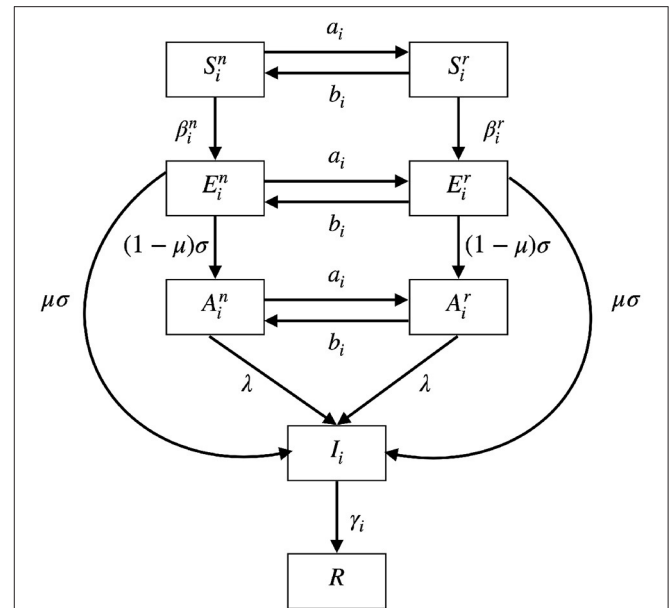 a_i
S_i^n S_i^r
b_i
β_i^n β_i^r
a_i
E_i^n E_i^r
b_i
(1 − μ)σ (1 − μ)σ
a_i
μσ A_i^n A_i^r μσ
b_i
λ λ
I_i
γ_i
R